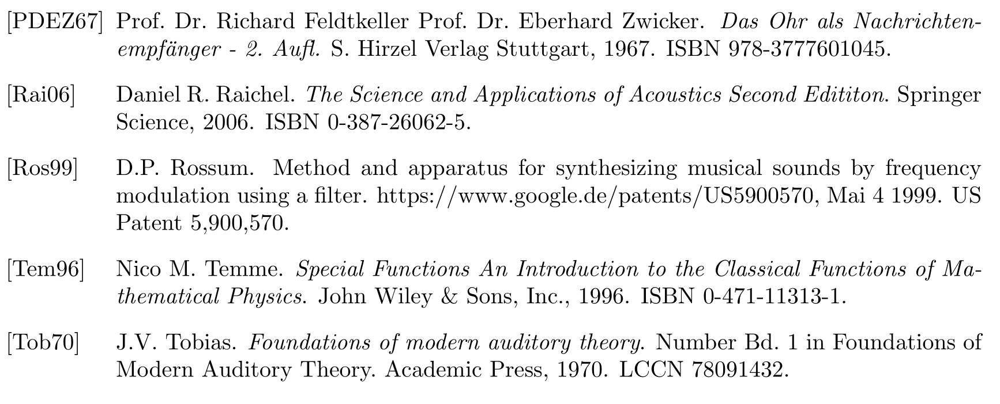 [PDEZ67] Prof. Dr. Richard Feldtkeller Prof. Dr. Eberhard Zwicker. Das Ohr als Nachrichten-
empfänger - 2. Aufl. S. Hirzel Verlag Stuttgart, 1967. ISBN 978-3777601045.
[Rai06] Daniel R. Raichel. The Science and Applications of Acoustics Second Edititon. Springer
Science, 2006. ISBN 0-387-26062-5.
[Ros99] D.P. Rossum. Method and apparatus for synthesizing musical sounds by frequency
modulation using a filter. https://www.google.de/patents/US5900570, Mai 4 1999. US
Patent 5,900,570.
[Tem96] Nico M. Temme. Special Functions An Introduction to the Classical Functions of Ma-
thematical Physics. John Wiley & Sons, Inc., 1996. ISBN 0-471-11313-1.
[Tob70] J.V. Tobias. Foundations of modern auditory theory. Number Bd. 1 in Foundations of
Modern Auditory Theory. Academic Press, 1970. LCCN 78091432.